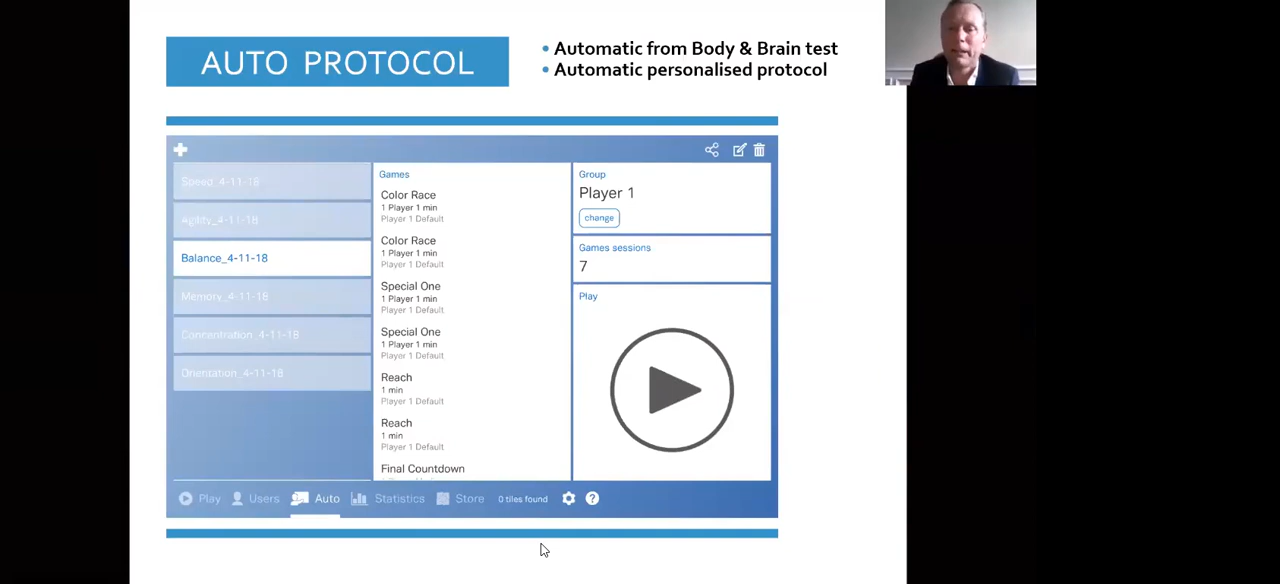 AUTO PROTOCOL
• Automatic from Body & Brain test
• Automatic personalised protocol
Speed_4-11-18
Agility_4-11-18
Balance_4-11-18
Memory_4-11-18
Concentration_4-11-18
Orientation_4-11-18
Games
Color Race
1 Player 1 min
Player 1 Default
Color Race
1 Player 1 min
Player 1 Default
Special One
1 Player 1 min
Player 1 Default
Special One
1 Player 1 min
Player 1 Default
Reach
1 min
Player 1 Default
Reach
1 min
Player 1 Default
Final Countdown
Group
Player 1
change
Games sessions
7
Play
Play Users Auto Statistics Store 0 tiles found ?